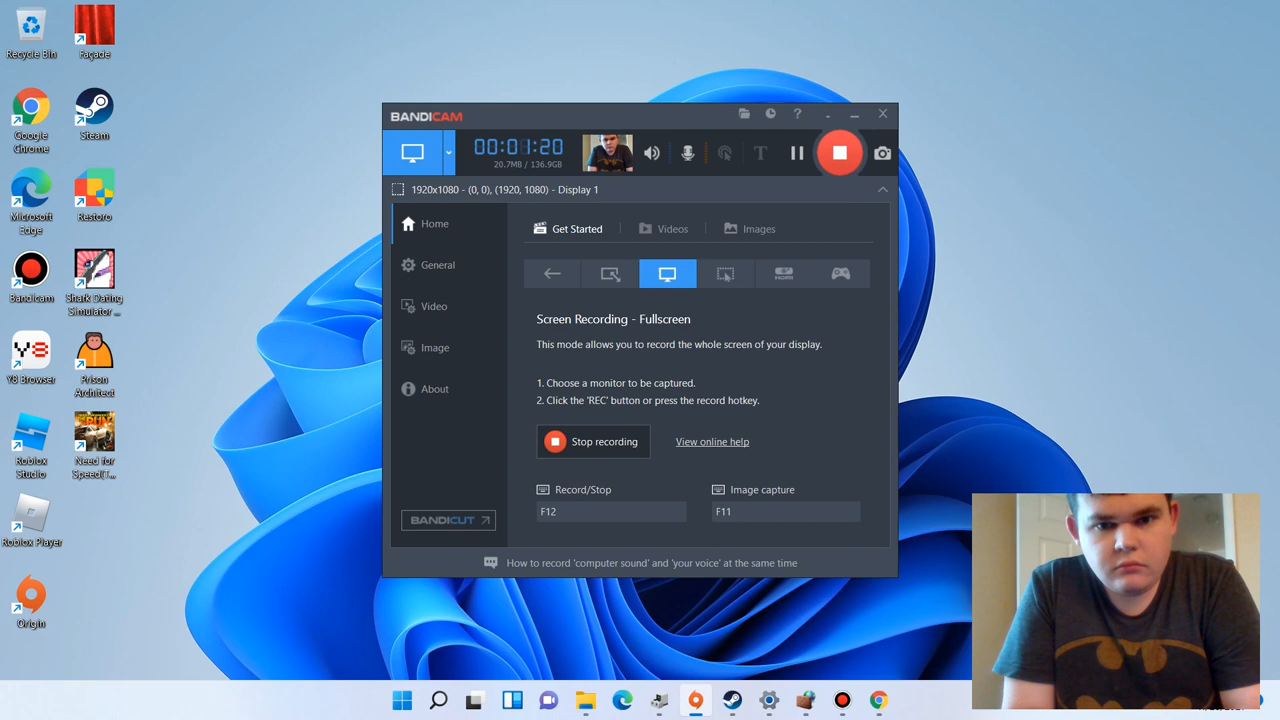 Recycle Bin
Façade
Google
Chrome
Steam
Microsoft
Edge
Restoro
Bandicam
Shark Dating
Simulator ...
Y8
Y8 Browser
Prison
Architect
Roblox
Studio
RUN
Need for
Speed(T...
Roblox Player
Origin
BANDICAM
?
00:01:20
20.7MB / 136.9GB
T
1920x1080 - (0, 0), (1920, 1080) - Display 1
Home
General
Video
Image
About
BANDICUT
Get Started
Videos
Images
HDMI
Screen Recording - Fullscreen
This mode allows you to record the whole screen of your display.
1. Choose a monitor to be captured.
2. Click the 'REC' button or press the record hotkey.
Stop recording
View online help
Record/Stop
Image capture
F12
F11
How to record 'computer sound' and 'your voice' at the same time